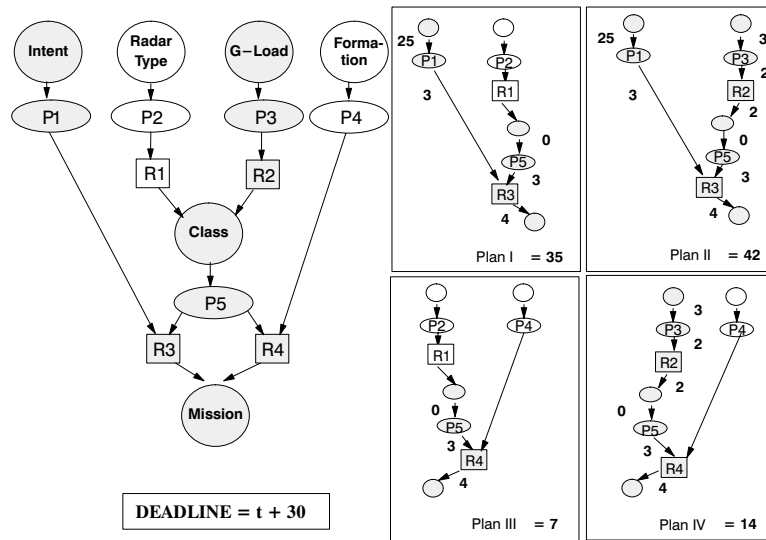 Intent
Radar
Type
G-Load
Forma-
tion
P1
P2
P3
P4
R1
R2
Class
P5
R3
R4
Mission
DEADLINE = t + 30
25
P1
P2
3
R1
0
P5
3
R3
4
Plan I = 35
25
3
P1
P3
2
3
R2
2
0
P5
3
R3
4
Plan II = 42
P2
P4
R1
0
P5
3
R4
4
Plan III = 7
3
P3
P4
2
R2
2
0
P5
3
R4
4
Plan IV = 14